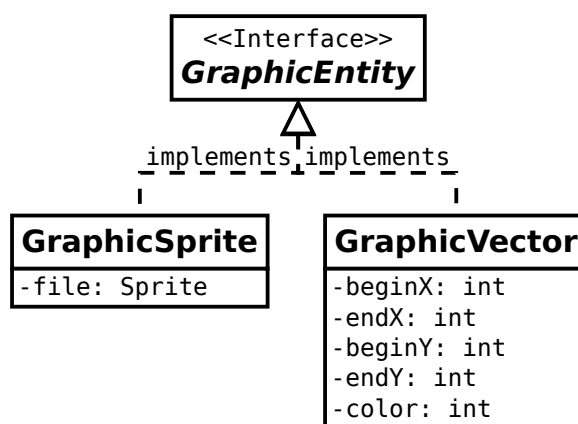 <<Interface>>
GraphicEntity
implements implements
GraphicSprite
-file: Sprite
GraphicVector
-beginX: int
-endX: int
-beginY: int
-endY: int
-color: int